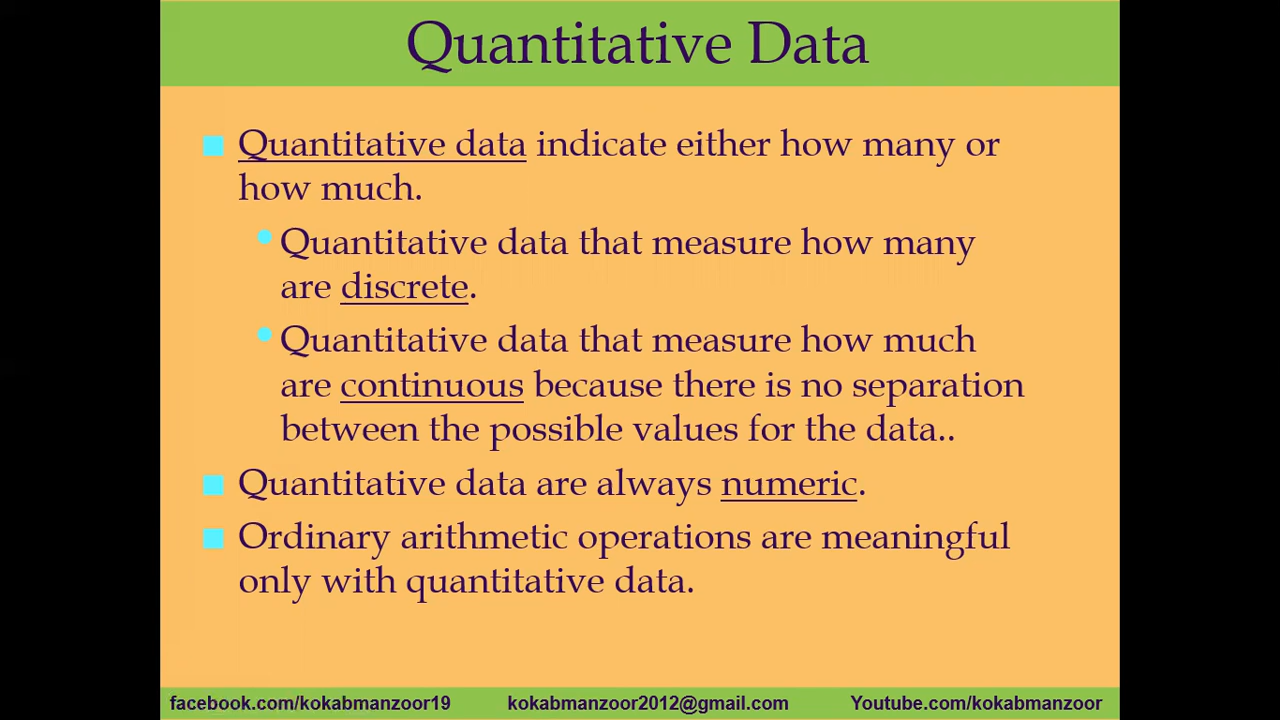 Quantitative Data
Quantitative data indicate either how many or
how much.
Quantitative data that measure how many
are discrete.
Quantitative data that measure how much
are continuous because there is no separation
between the possible values for the data..
Quantitative data are always numeric.
Ordinary arithmetic operations are meaningful
only with quantitative data.
facebook.com/kokabmanzoor19 kokabmanzoor2012@gmail.com Youtube.com/kokabmanzoor